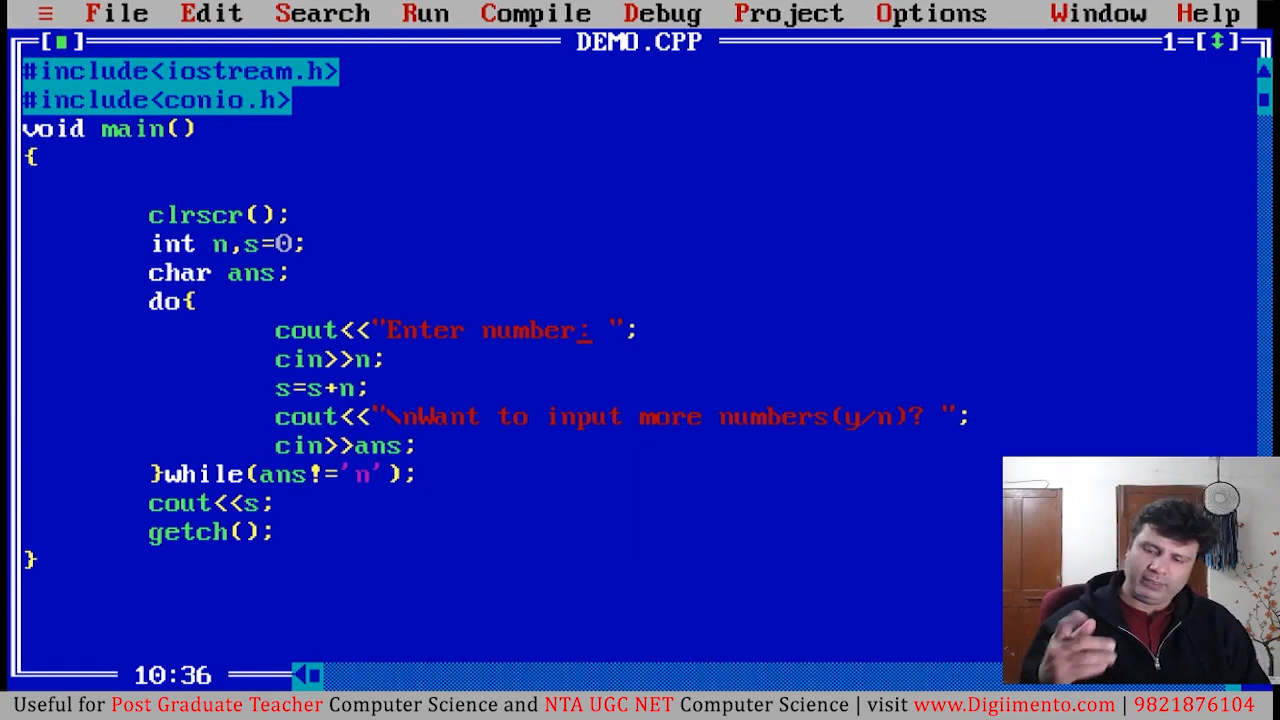 ≡ File Edit Search Run Compile Debug Project Options Window Help
[■] DEMO.CPP 1=[↕]
#include<iostream.h>
#include<conio.h>
void main()
{
clrscr();
int n,s=0;
char ans;
do{
cout<<"Enter number: ";
cin>>n;
s=s+n;
cout<<"\nWant to input more numbers(y/n)? ";
cin>>ans;
}while(ans!='n');
cout<<s;
getch();
}
10:36
Useful for Post Graduate Teacher Computer Science and NTA UGC NET Computer Science | visit www.Digiimento.com | 9821876104